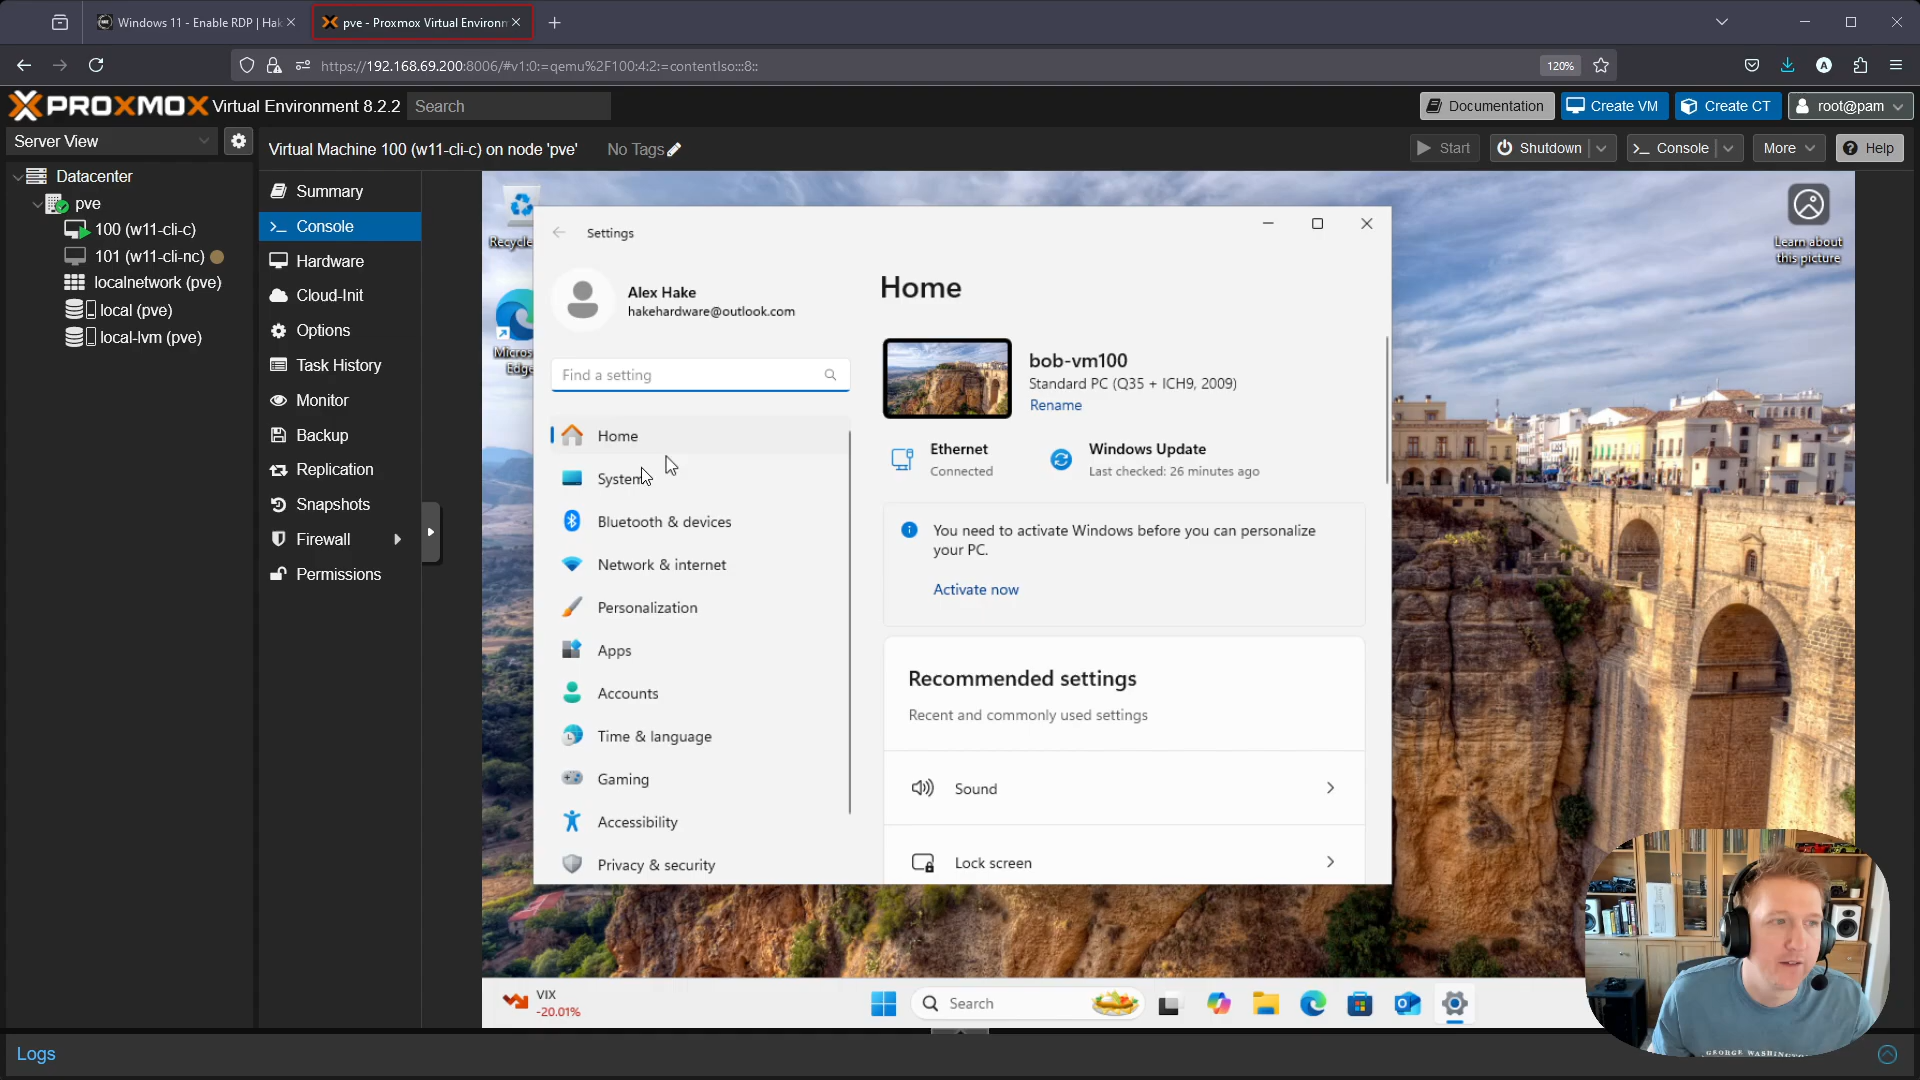 Windows 11 - Enable RDP | Hak
pve - Proxmox Virtual Environm
https://192.168.69.200:8006/#v1:0:=qemu%2F100:4:2:=contentIso:::8::
120%
A
PROXMOX Virtual Environment 8.2.2
Search
Documentation
Create VM
Create CT
root@pam
Server View
Virtual Machine 100 (w11-cli-c) on node 'pve'
No Tags
Start
Shutdown
Console
More
Help
Datacenter
pve
100 (w11-cli-c)
101 (w11-cli-nc)
localnetwork (pve)
local (pve)
local-lvm (pve)
Summary
Console
Hardware
Cloud-Init
Options
Task History
Monitor
Backup
Replication
Snapshots
Firewall
Permissions
Recycle
Micros
Edge
Learn about
this picture
Settings
Alex Hake
hakehardware@outlook.com
Find a setting
Home
System
Bluetooth & devices
Network & internet
Personalization
Apps
Accounts
Time & language
Gaming
Accessibility
Privacy & security
Home
bob-vm100
Standard PC (Q35 + ICH9, 2009)
Rename
Ethernet
Connected
Windows Update
Last checked: 26 minutes ago
You need to activate Windows before you can personalize
your PC.
Activate now
Recommended settings
Recent and commonly used settings
Sound
Lock screen
VIX
-20.01%
Search
GEORGE WASHING
Logs